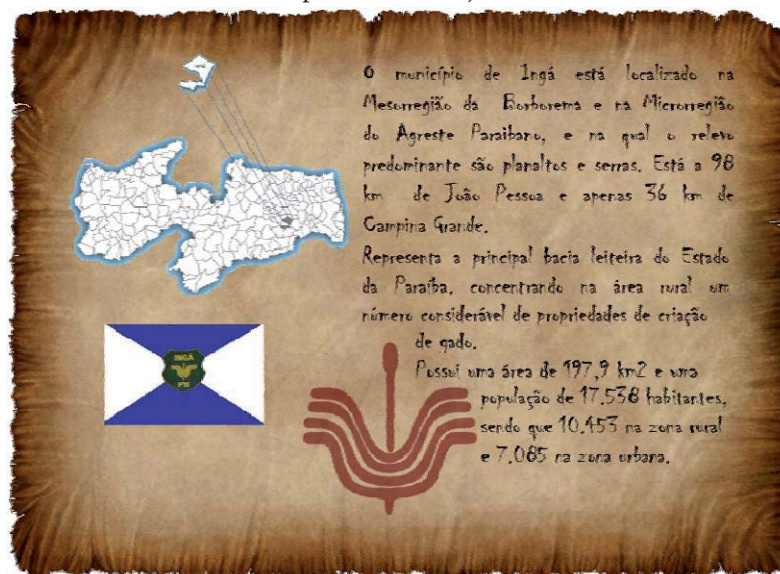 O município de Ingá está localizado na
Mesorregião da Borborema e na Microrregião
do Agreste Paraibano, e na qual o relevo
predominante são planaltos e serras. Está a 98
km de João Pessoa e apenas 36 km de
Campina Grande.
Representa a principal bacia leiteira do Estado
da Paraíba, concentrando na área rural um
número considerável de propriedades de criação
de gado.
Possui uma área de 197,9 km2 e uma
população de 17.538 habitantes,
sendo que 10.453 na zona rural
e 7.085 na zona urbana.
INGÁ
PB